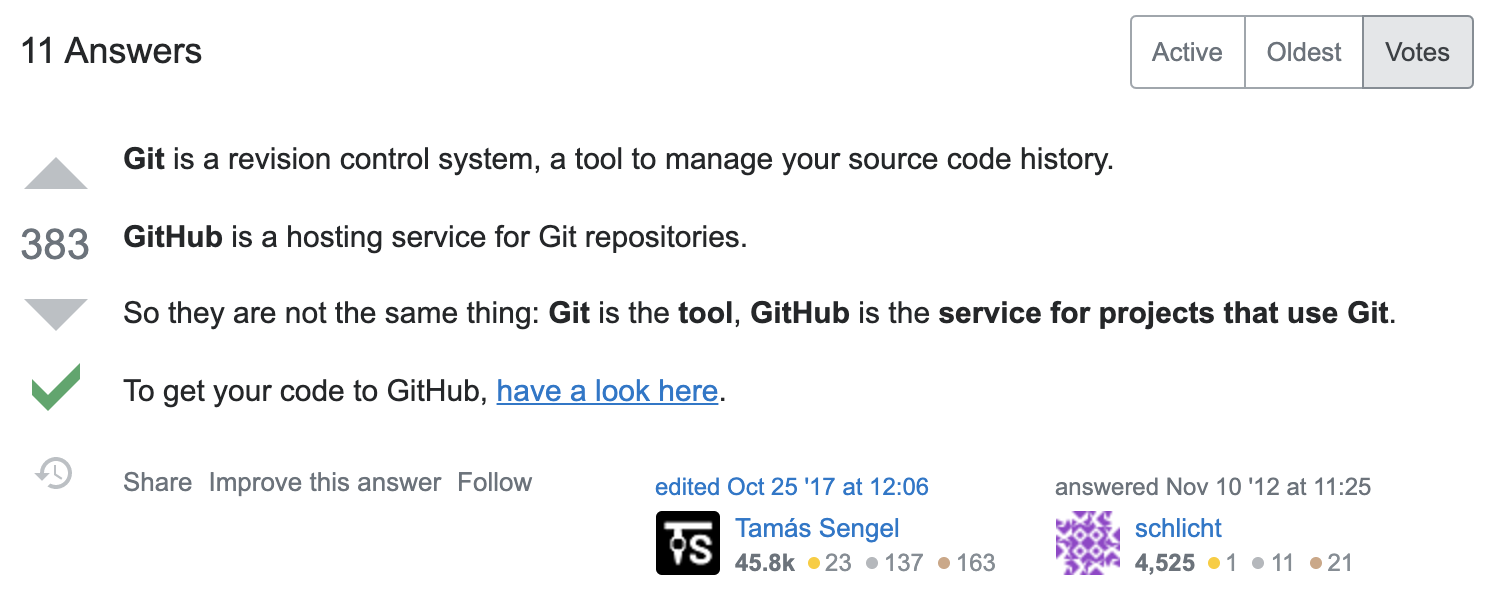 11 Answers
Active Oldest Votes
Git is a revision control system, a tool to manage your source code history.
383
GitHub is a hosting service for Git repositories.
So they are not the same thing: Git is the tool, GitHub is the service for projects that use Git.
To get your code to GitHub, have a look here.
Share Improve this answer Follow
edited Oct 25 '17 at 12:06
TS
Tamás Sengel
45.8k 23 137 163
answered Nov 10 '12 at 11:25
schlicht
4,525 1 11 21